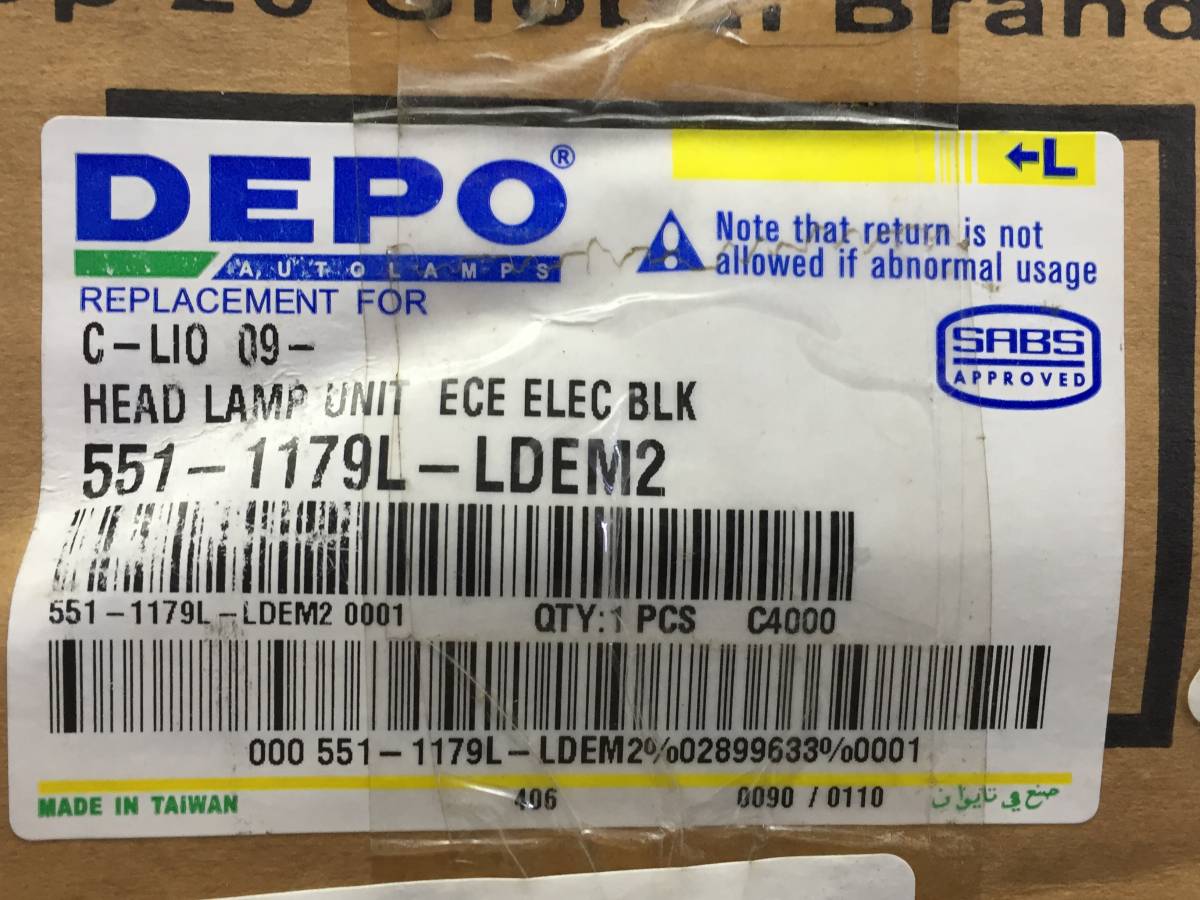 20 Brand
DEPO®
AUTOLAMPS
L
Note that return is not
allowed if abnormal usage
REPLACEMENT FOR
C-LIO 09-
SABS
APPROVED
HEAD LAMP UNIT ECE ELEC BLK
551-1179L-LDEM2
551-1179L-LDEM2 0001 QTY:1 PCS C4000
000 551-1179L-LDEM2%02899633%0001
MADE IN TAIWAN 406 0090 / 0110 صنع في تايوان